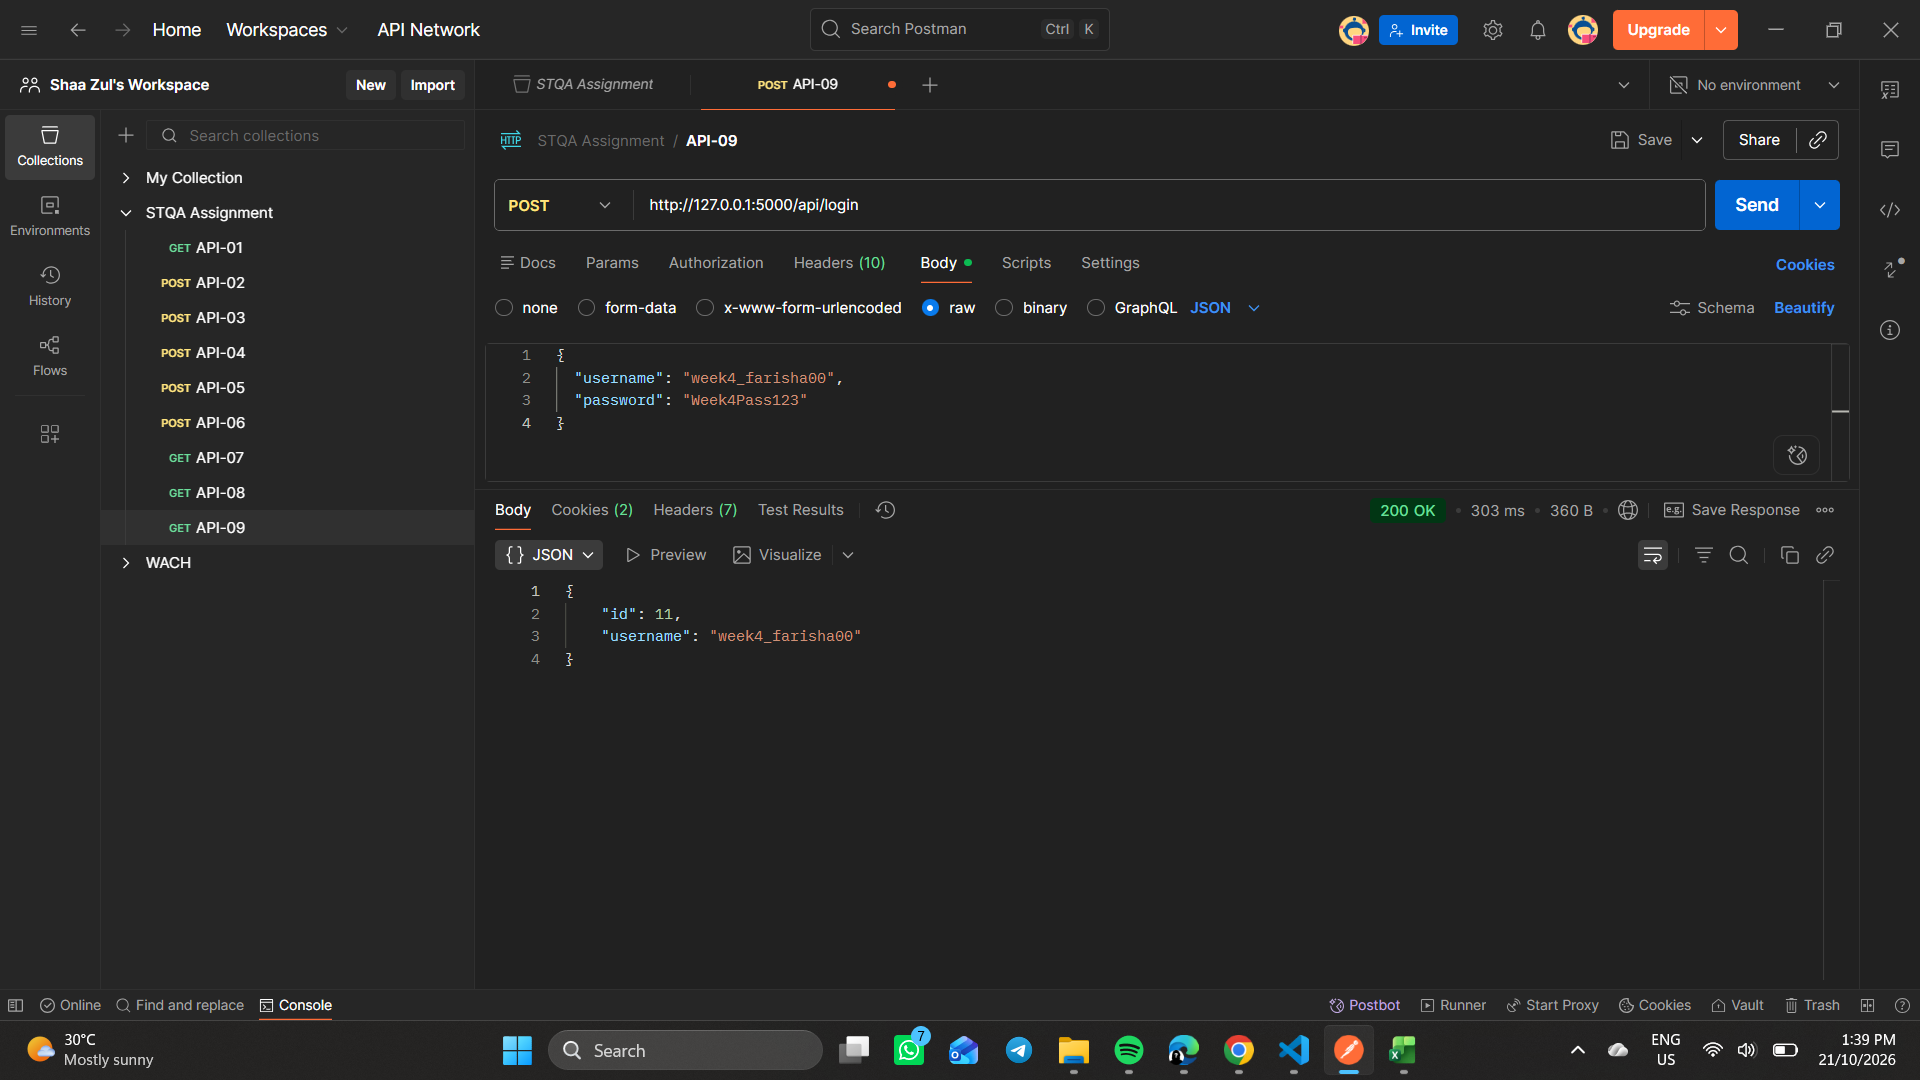 Home
Workspaces
API Network
Search Postman
Ctrl K
Invite
Upgrade
Shaa Zul's Workspace
New
Import
STQA Assignment
POST API-09
No environment
Collections
Environments
History
Flows
Search collections
My Collection
STQA Assignment
GET API-01
POST API-02
POST API-03
POST API-04
POST API-05
POST API-06
GET API-07
GET API-08
GET API-09
WACH
HTTP STQA Assignment / API-09
Save
Share
POST
http://127.0.0.1:5000/api/login
Send
Docs
Params
Authorization
Headers (10)
Body
Scripts
Settings
Cookies
none
form-data
x-www-form-urlencoded
raw
binary
GraphQL
JSON
Schema
Beautify
1 {
2 "username": "week4_farisha00",
3 "password": "Week4Pass123"
4 }
Body
Cookies (2)
Headers (7)
Test Results
200 OK
303 ms
360 B
e.g. Save Response
{} JSON
Preview
Visualize
1 {
2 "id": 11,
3 "username": "week4_farisha00"
4 }
Online
Find and replace
Console
Postbot
Runner
Start Proxy
Cookies
Vault
Trash
30°C
Mostly sunny
Search
7
ENG
US
1:39 PM
21/10/2026